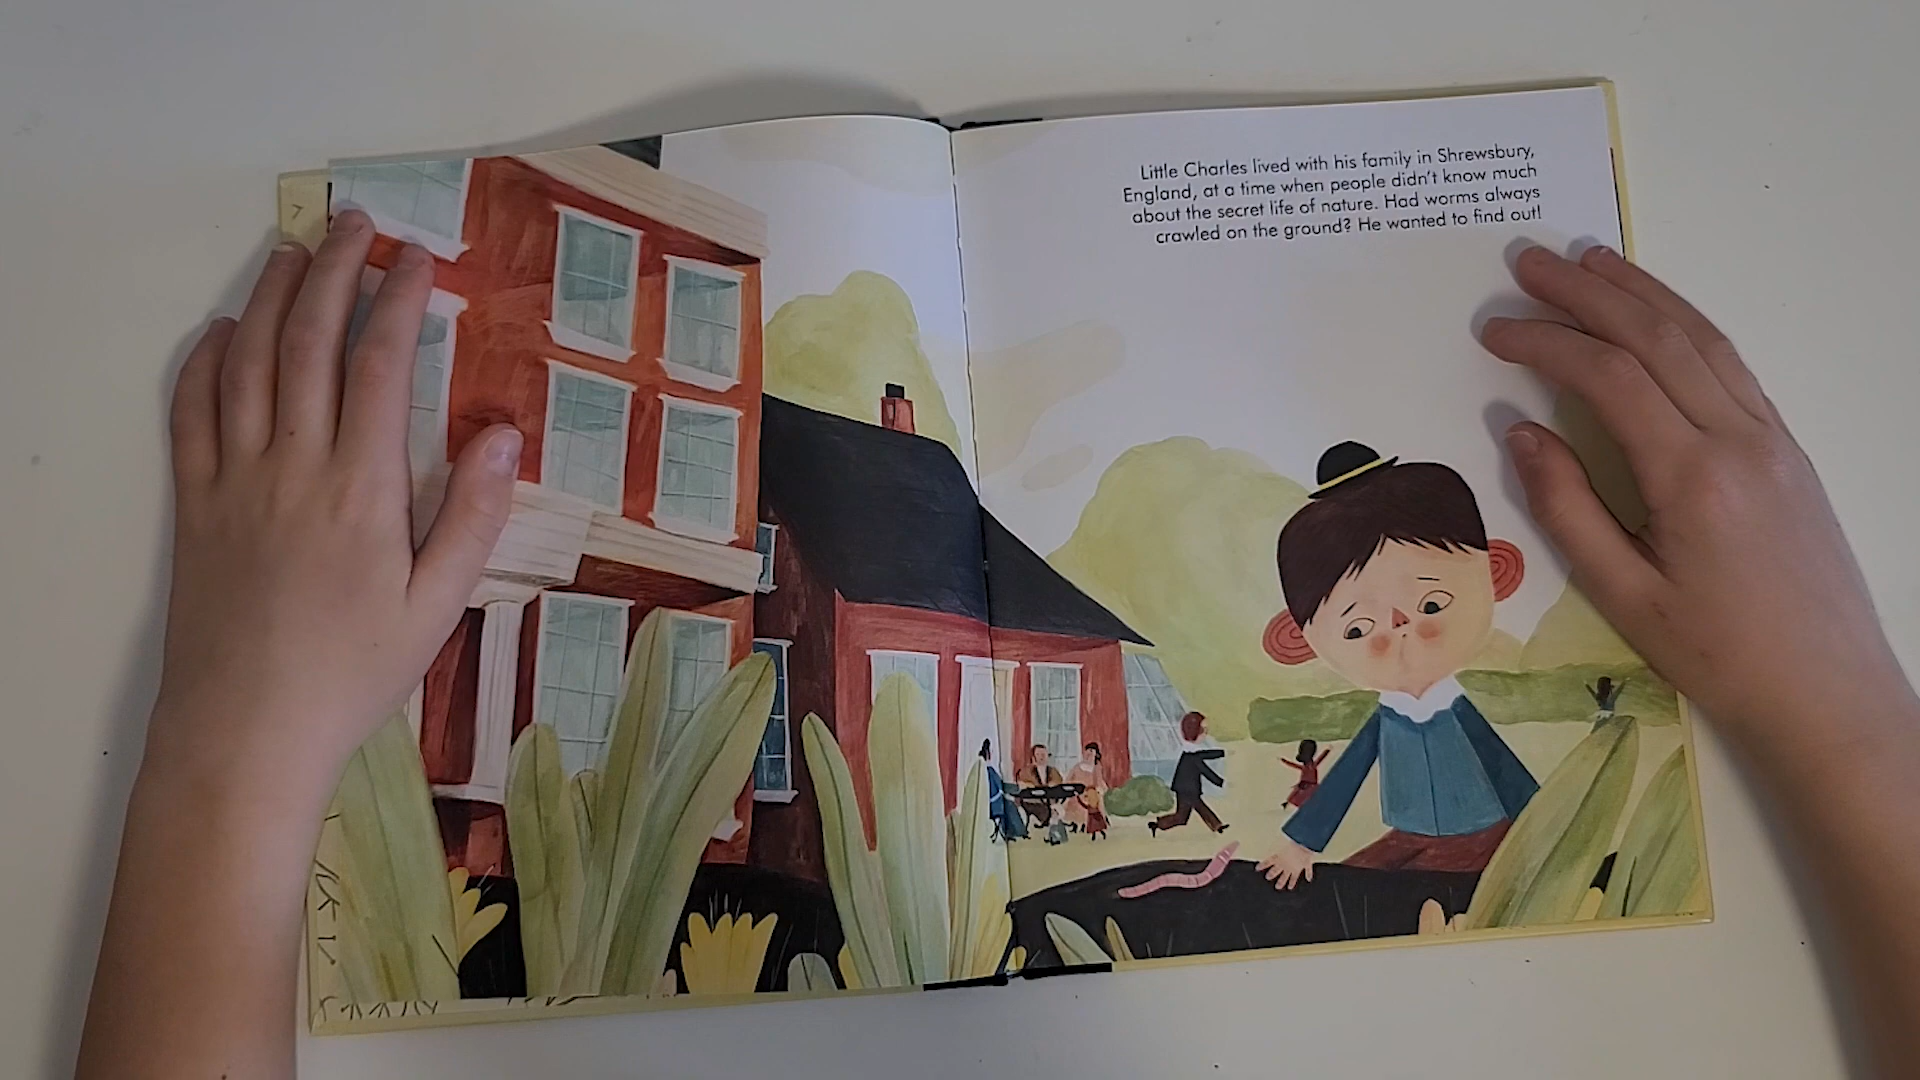 Little Charles lived with his family in Shrewsbury,
England, at a time when people didn't know much
about the secret life of nature. Had worms always
crawled on the ground? He wanted to find out!